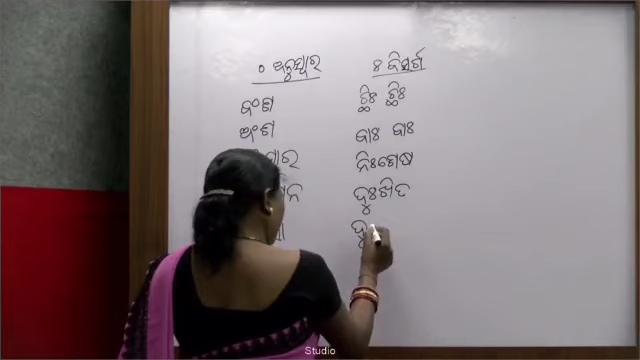 ଂ ଅନୁସ୍ୱାର ଃ ବିସର୍ଗ
ବଂଶ ଛିଃ ଛିଃ
ଅଂଶ ବାଃ ବାଃ
ନିଃଶେଷ
ଦୁଃଖିତ
ଦୁ
Studio